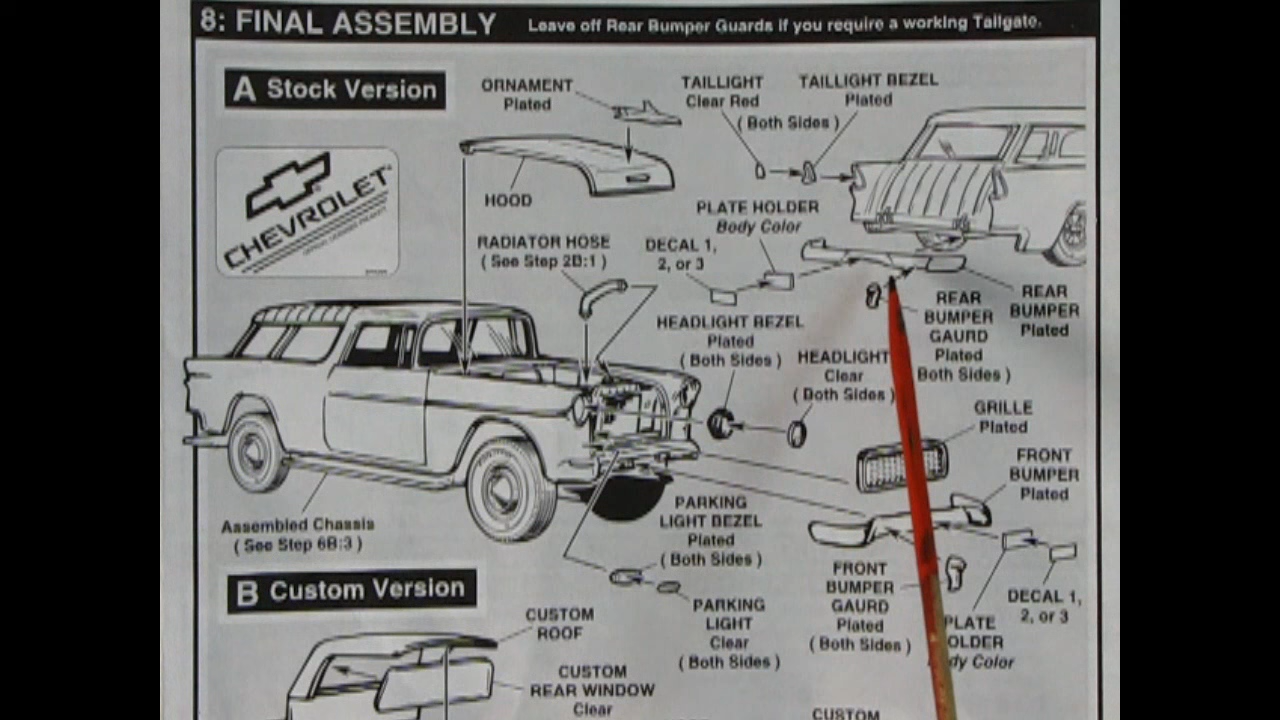 8: FINAL ASSEMBLY Leave off Rear Bumper Guards if you require a working Tailgate.
A Stock Version
ORNAMENT
Plated
TAILLIGHT
Clear Red
TAILLIGHT BEZEL
Plated
( Both Sides )
CHEVROLET
HOOD
PLATE HOLDER
Body Color
RADIATOR HOSE
( See Step 2B:1 )
DECAL 1,
2, or 3
REAR
BUMPER
GAURD
Plated
Both Sides )
REAR
BUMPER
Plated
HEADLIGHT BEZEL
Plated
( Both Sides )
HEADLIGHT
Clear
( Both Sides )
GRILLE
Plated
FRONT
BUMPER
Plated
Assembled Chassis
( See Step 6B:3 )
PARKING
LIGHT BEZEL
Plated
( Both Sides )
FRONT
BUMPER
GAURD
Plated
( Both Sides )
DECAL 1,
2, or 3
PLATE
OLDER
dy Color
B Custom Version
PARKING
LIGHT
Clear
( Both Sides )
CUSTOM
ROOF
CUSTOM
REAR WINDOW
Clear
CUSTOM